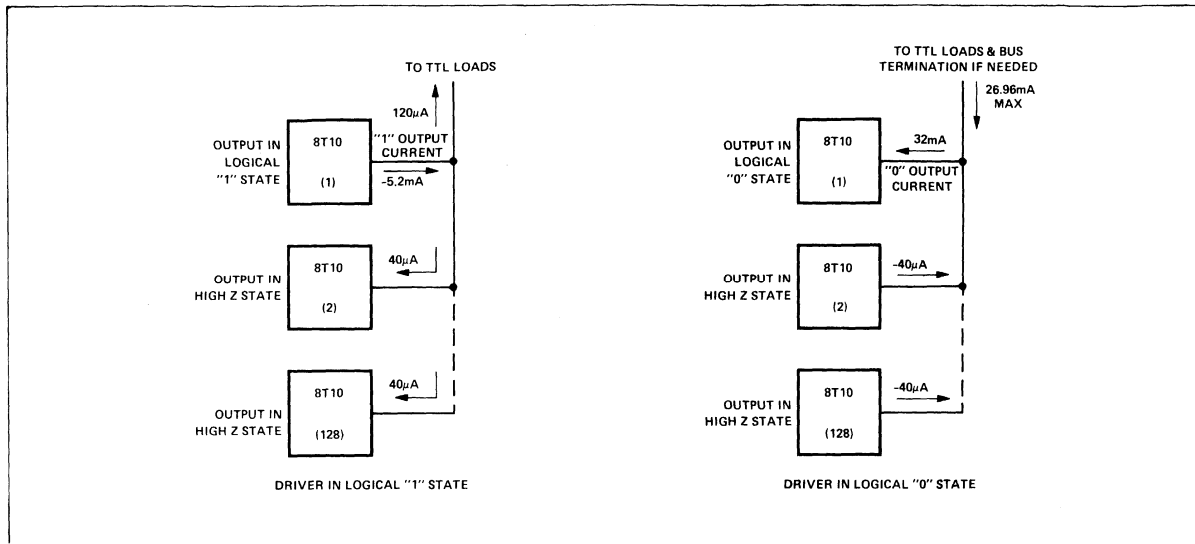 TO TTL LOADS
120μA
OUTPUT IN
LOGICAL
"1" STATE
8T10
(1)
"1" OUTPUT
CURRENT
-5.2mA
OUTPUT IN
HIGH Z STATE
8T10
(2)
40μA
OUTPUT IN
HIGH Z STATE
8T10
(128)
40μA
DRIVER IN LOGICAL "1" STATE
TO TTL LOADS & BUS
TERMINATION IF NEEDED
26.96mA
MAX
OUTPUT IN
LOGICAL
"0" STATE
8T10
(1)
32mA
"0" OUTPUT
CURRENT
OUTPUT IN
HIGH Z STATE
8T10
(2)
-40μA
OUTPUT IN
HIGH Z STATE
8T10
(128)
-40μA
DRIVER IN LOGICAL "0" STATE